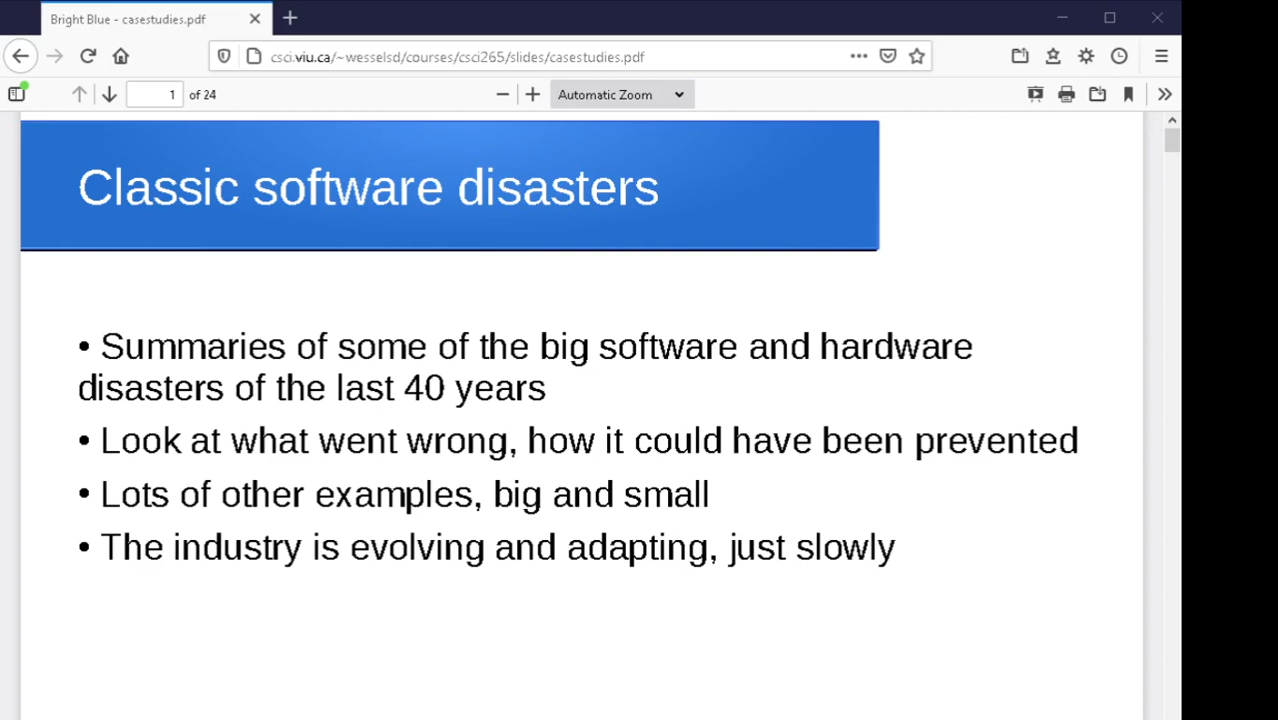 Bright Blue - casestudies.pdf
csci.viu.ca/~wesselsd/courses/csci265/slides/casestudies.pdf
1 of 24
Automatic Zoom
Classic software disasters
• Summaries of some of the big software and hardware
disasters of the last 40 years
• Look at what went wrong, how it could have been prevented
• Lots of other examples, big and small
• The industry is evolving and adapting, just slowly